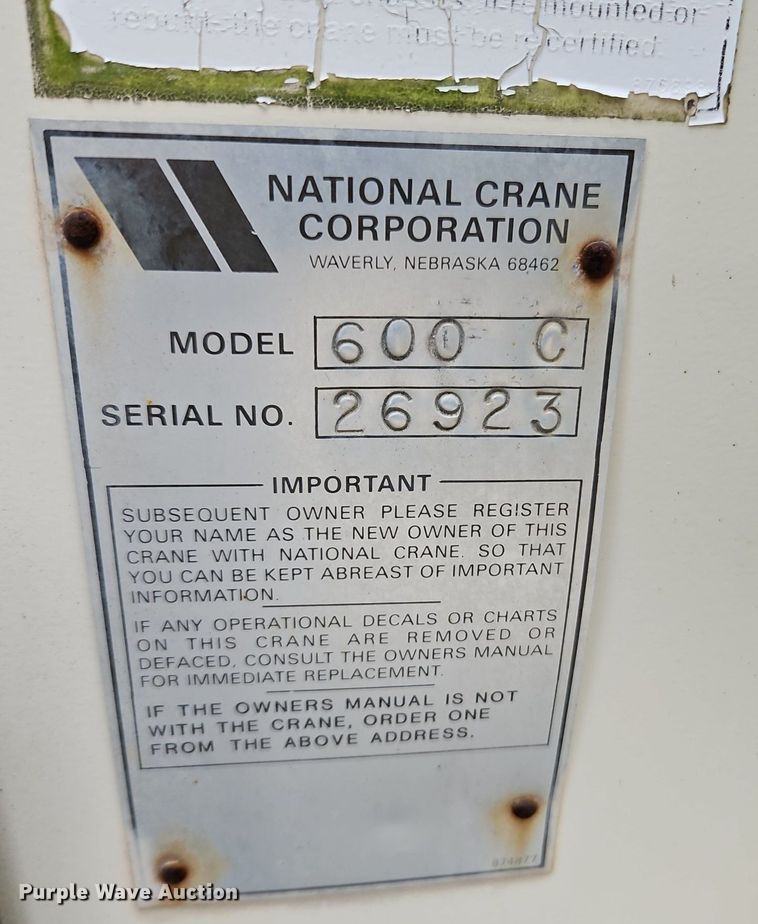 mounted or
rebuild the crane must be recertified.
NATIONAL CRANE
CORPORATION
WAVERLY, NEBRASKA 68462
MODEL 600 C
SERIAL NO. 26923
IMPORTANT
SUBSEQUENT OWNER PLEASE REGISTER
YOUR NAME AS THE NEW OWNER OF THIS
CRANE WITH NATIONAL CRANE. SO THAT
YOU CAN BE KEPT ABREAST OF IMPORTANT
INFORMATION.
IF ANY OPERATIONAL DECALS OR CHARTS
ON THIS CRANE ARE REMOVED OR
DEFACED, CONSULT THE OWNERS MANUAL
FOR IMMEDIATE REPLACEMENT.
IF THE OWNERS MANUAL IS NOT
WITH THE CRANE, ORDER ONE
FROM THE ABOVE ADDRESS.
874877
Purple Wave Auction